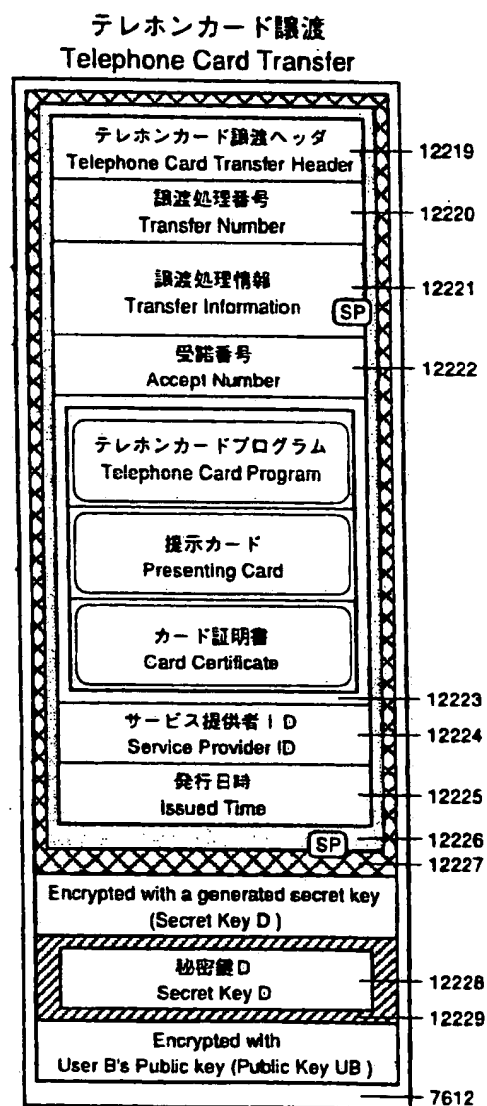 テレホンカード譲渡
Telephone Card Transfer
テレホンカード譲渡ヘッダ
Telephone Card Transfer Header
12219
譲渡処理番号
Transfer Number
12220
譲渡処理情報
Transfer Information
12221
SP
受諾番号
Accept Number
12222
テレホンカードプログラム
Telephone Card Program
提示カード
Presenting Card
カード証明書
Card Certificate
12223
サービス提供者ID
Service Provider ID
12224
発行日時
Issued Time
12225
SP
12226
12227
Encrypted with a generated secret key
(Secret Key D )
秘密鍵D
Secret Key D
12228
12229
Encrypted with
User B's Public key (Public Key UB )
7612